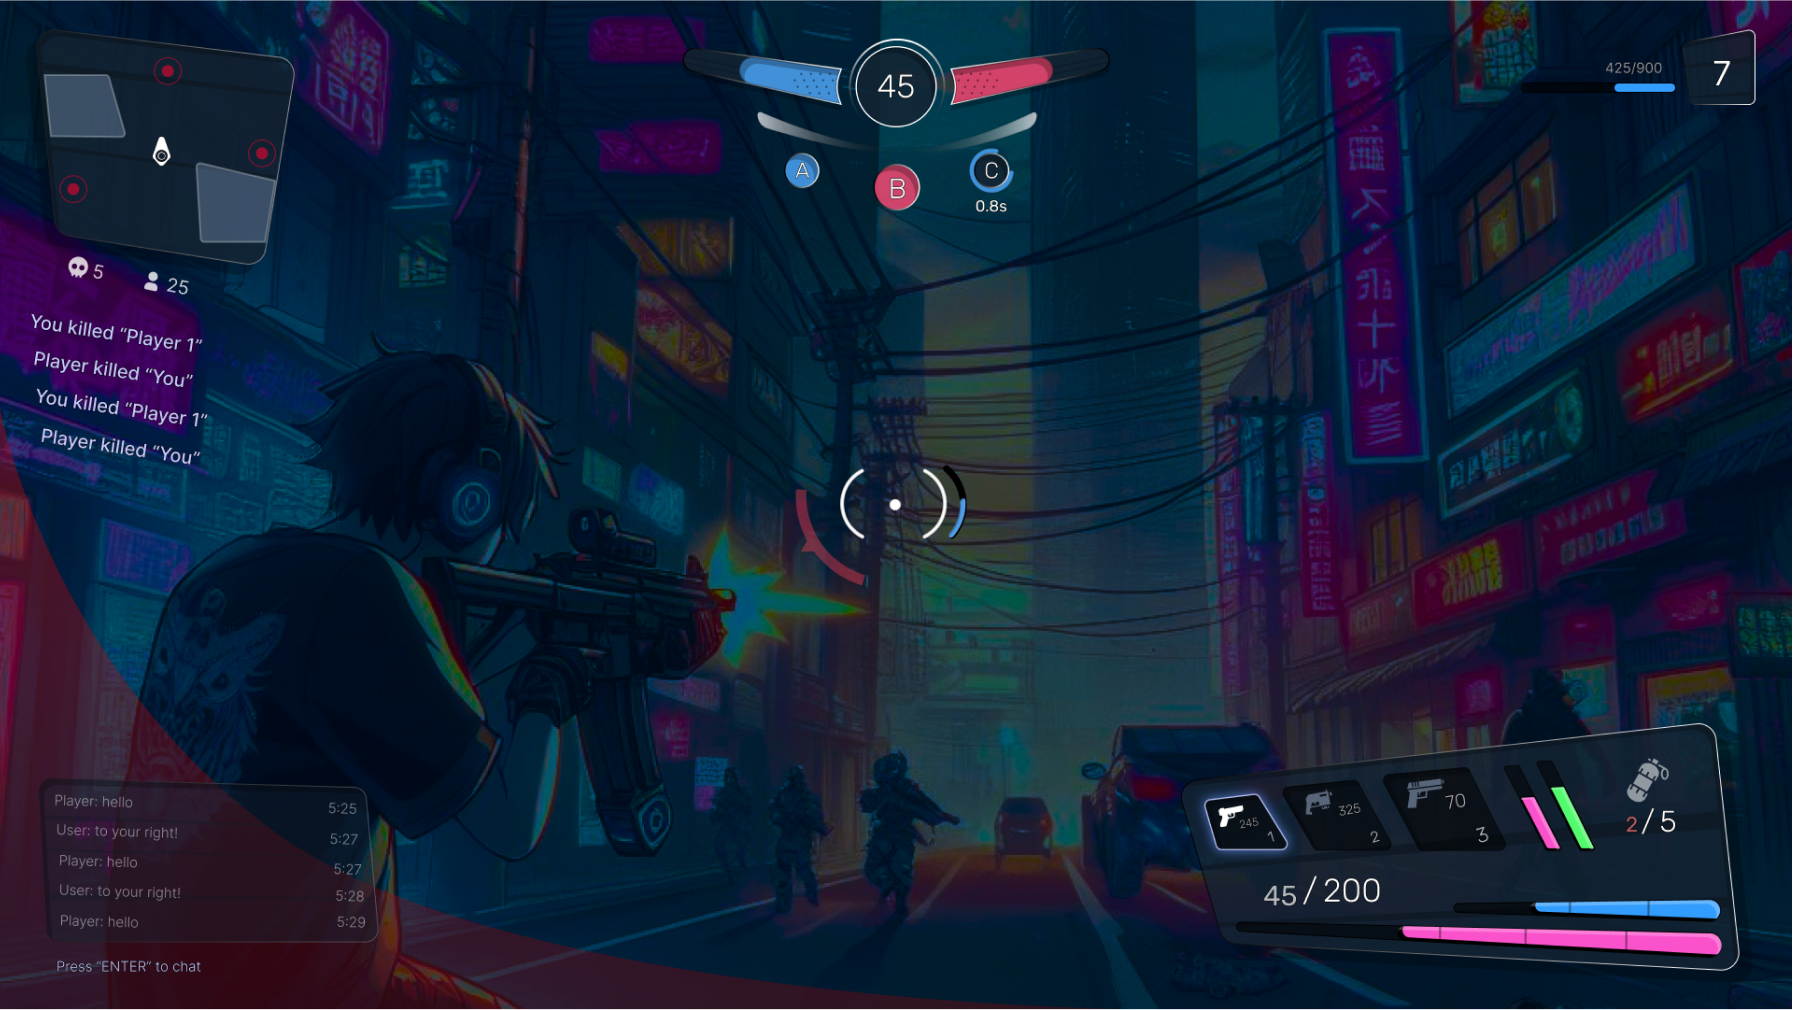 45
425/900
7
A
B
C
0.8s
5
25
You killed “Player 1”
Player killed “You”
You killed “Player 1”
Player killed “You”
Player: hello 5:25
User: to your right! 5:27
Player: hello 5:27
User: to your right! 5:28
Player: hello 5:29
Press “ENTER” to chat
245
1
325
2
70
3
2/5
45/200